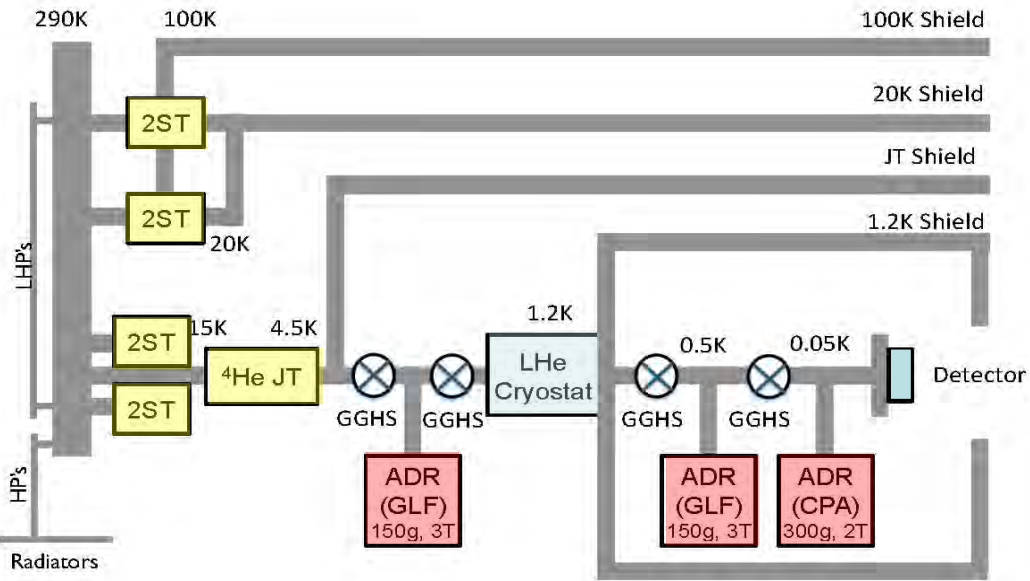 290K
100K
100K Shield
2ST
20K Shield
JT Shield
2ST
20K
1.2K Shield
LHP's
2ST
15K
4.5K
1.2K
⁴He JT
LHe
Cryostat
0.5K
0.05K
Detector
2ST
GGHS
GGHS
GGHS
GGHS
HP's
ADR
(GLF)
150g, 3T
ADR
(GLF)
150g, 3T
ADR
(CPA)
300g, 2T
Radiators